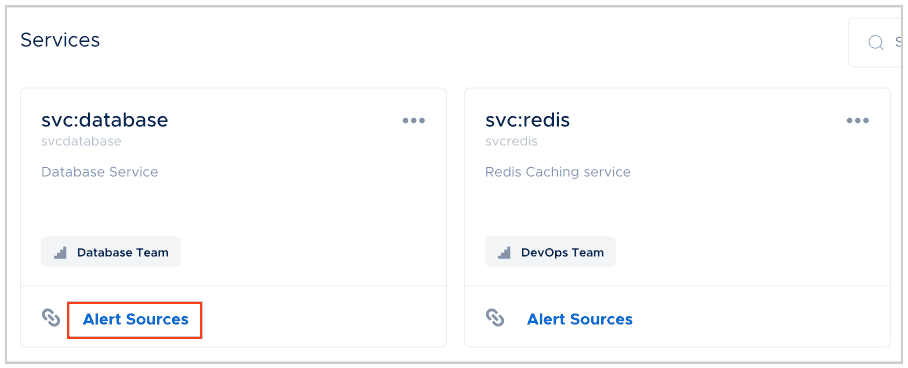 Services
svc:database
svcdatabase
Database Service
Database Team
Alert Sources
svc:redis
svcredis
Redis Caching service
DevOps Team
Alert Sources